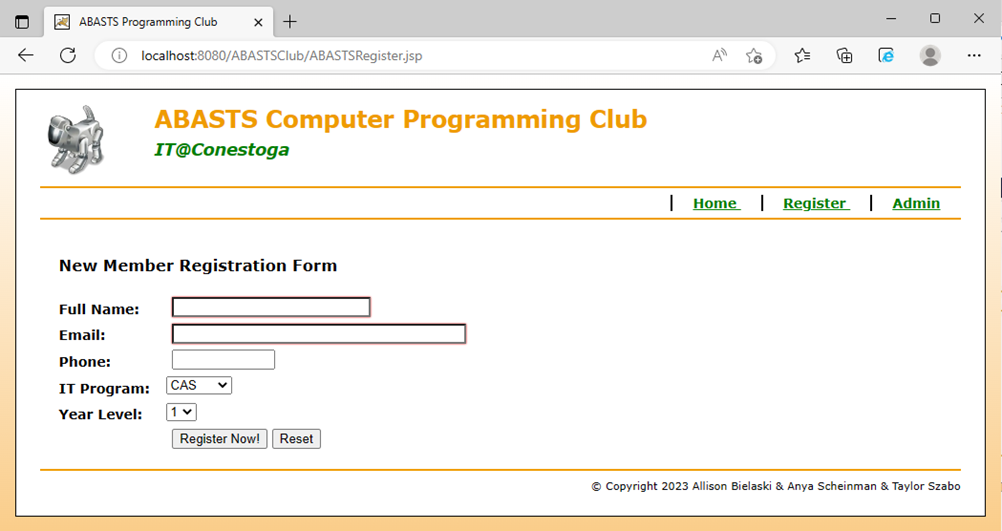 ABASTS Programming Club
localhost:8080/ABASTSClub/ABASTSRegister.jsp
ABASTS Computer Programming Club
IT@Conestoga
Home Register Admin
New Member Registration Form
Full Name:
Email:
Phone:
IT Program: CAS
Year Level: 1
Register Now! Reset
© Copyright 2023 Allison Bielaski & Anya Scheinman & Taylor Szabo